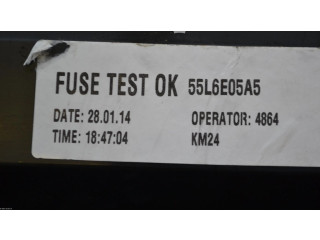 FUSE TEST OK 55L6E05A5
DATE: 28.01.14 OPERATOR: 4864
TIME: 18:47:04 KM24